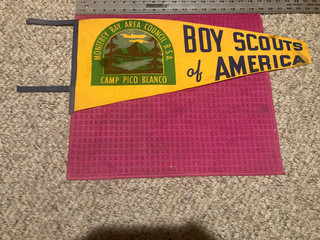 MONTEREY BAY AREA COUNCIL B.S.A.
CAMP PICO BLANCO
BOY SCOUTS
of AMERICA